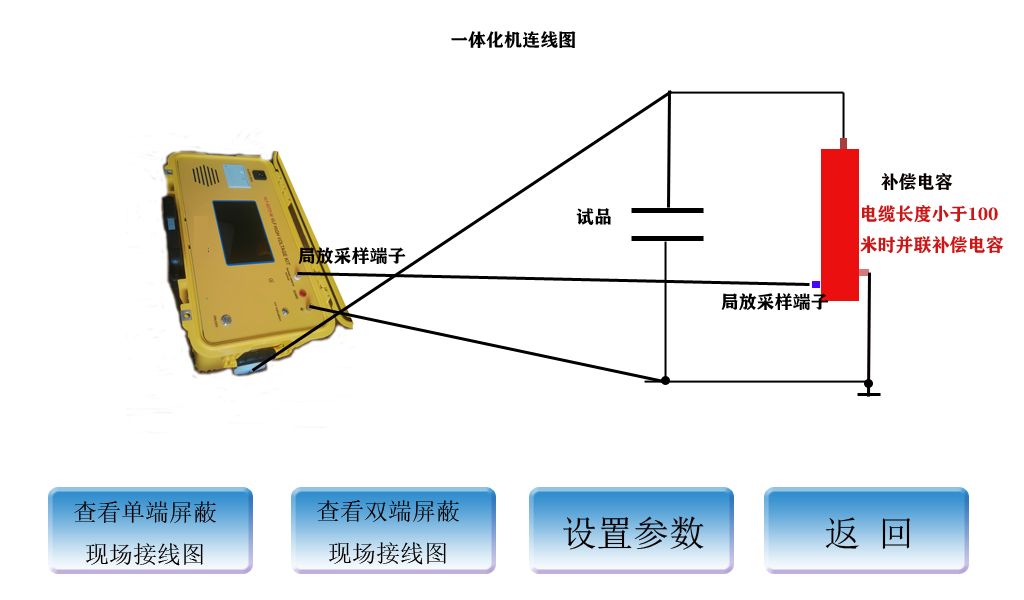 一体化机连线图
补偿电容
试品
电缆长度小于100
米时并联补偿电容
局放采样端子
局放采样端子
查看单端屏蔽
现场接线图
查看双端屏蔽
现场接线图
设置参数
返 回